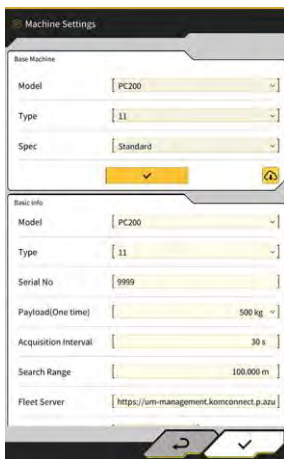 Machine Settings
Base Machine
Model PC200
Type 11
Spec Standard
Basic Info
Model PC200
Type 11
Serial No 9999
Payload(One time) 500 kg
Acquisition Interval 30 s
Search Range 100.000 m
Fleet Server https://um-management.komconnect.p.azu